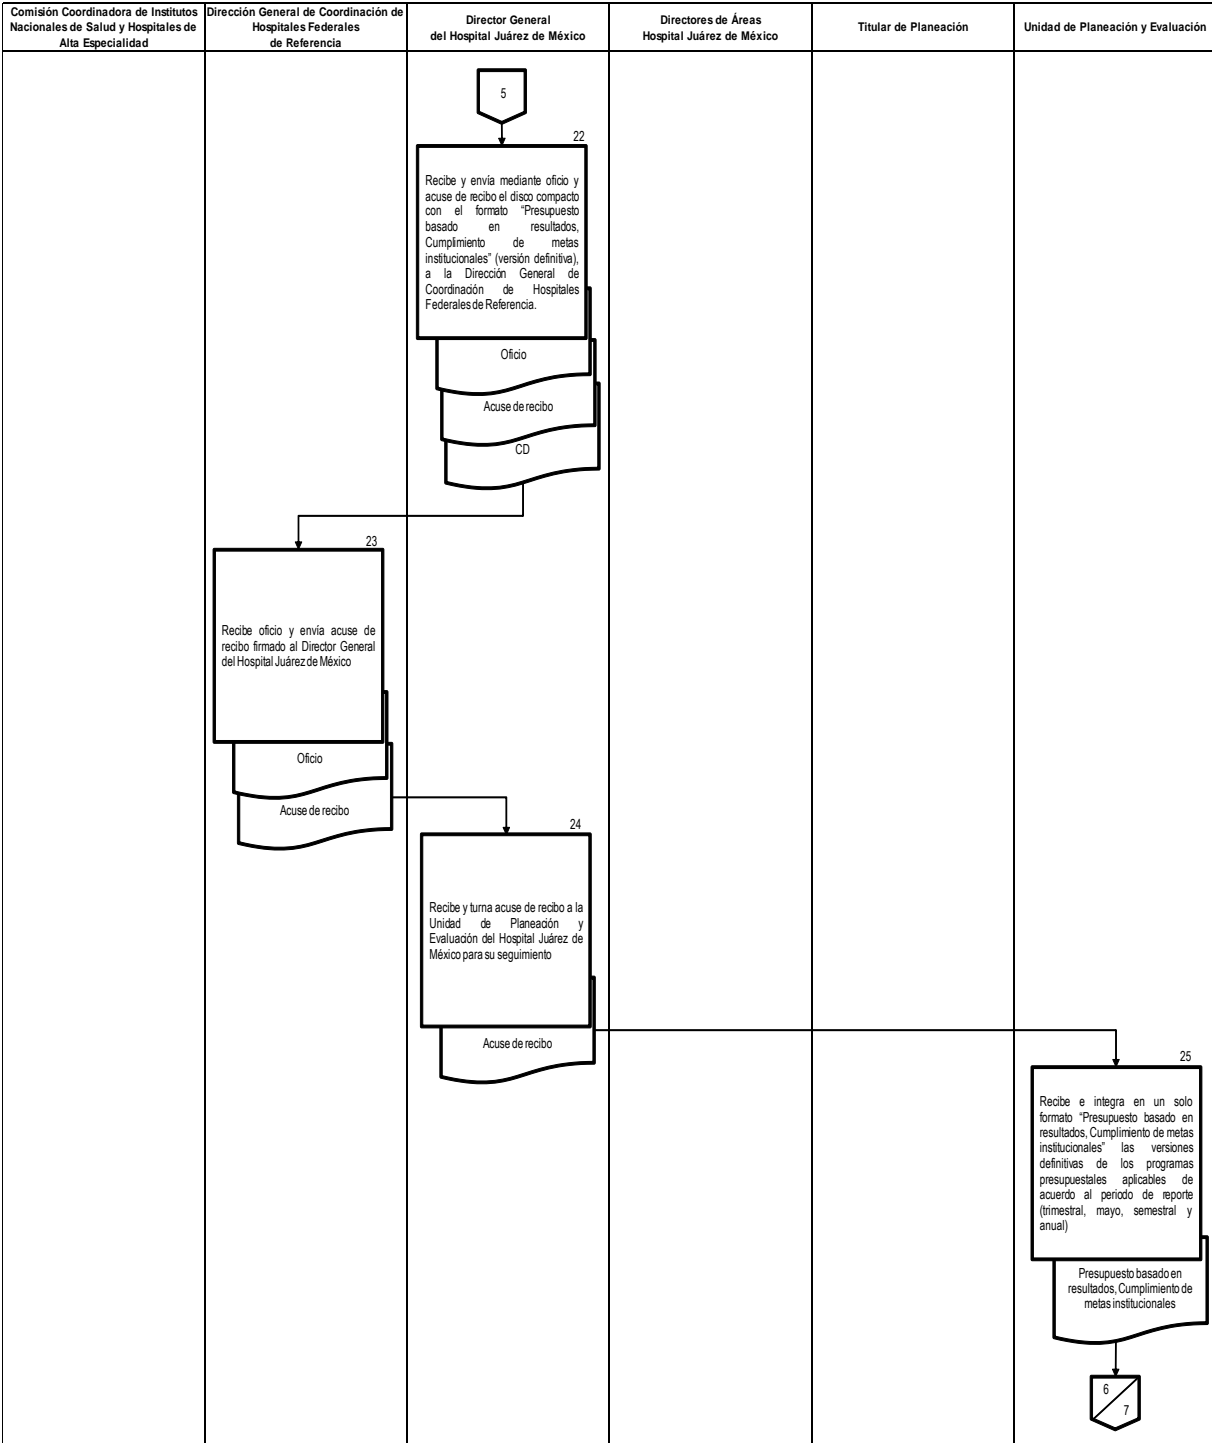 Comisión Coordinadora de Institutos
Nacionales de Salud y Hospitales de
Alta Especialidad
Dirección General de Coordinación de
Hospitales Federales
de Referencia
Director General
del Hospital Juárez de México
Directores de Áreas
Hospital Juárez de México
Titular de Planeación
Unidad de Planeación y Evaluación
5
22
Recibe y envía mediante oficio y
acuse de recibo el disco compacto
con el formato “Presupuesto
basado en resultados,
Cumplimiento de metas
institucionales” (versión definitiva),
a la Dirección General de
Coordinación de Hospitales
Federales de Referencia.
Oficio
Acuse de recibo
CD
23
Recibe oficio y envía acuse de
recibo firmado al Director General
del Hospital Juárez de México
Oficio
Acuse de recibo
24
Recibe y turna acuse de recibo a la
Unidad de Planeación y
Evaluación del Hospital Juárez de
México para su seguimiento
Acuse de recibo
25
Recibe e integra en un solo
formato “Presupuesto basado en
resultados, Cumplimiento de metas
institucionales” las versiones
definitivas de los programas
presupuestales aplicables de
acuerdo al periodo de reporte
(trimestral, mayo, semestral y
anual)
Presupuesto basado en
resultados, Cumplimiento de
metas institucionales
6
7